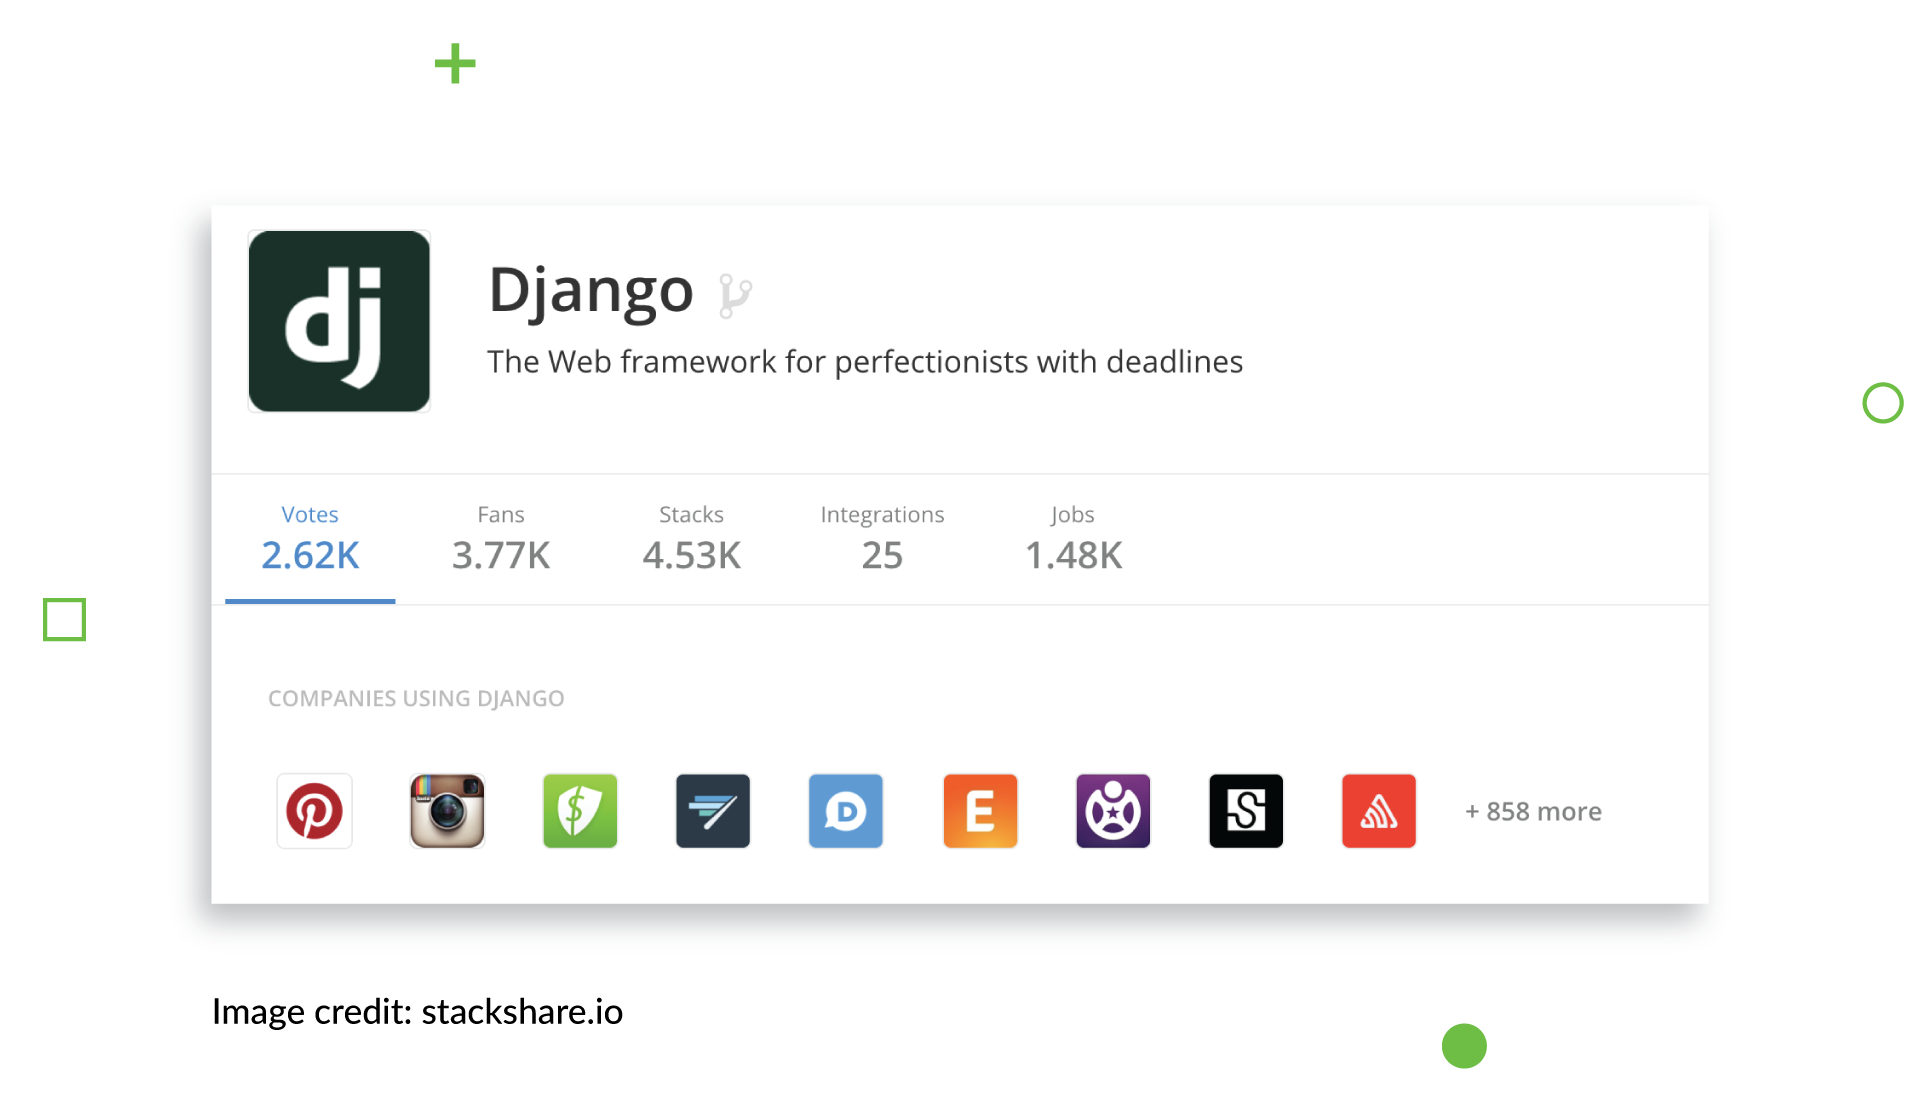 dj
Django
The Web framework for perfectionists with deadlines
Votes Fans Stacks Integrations Jobs
2.62K 3.77K 4.53K 25 1.48K
COMPANIES USING DJANGO
$ D E S + 858 more
Image credit: stackshare.io